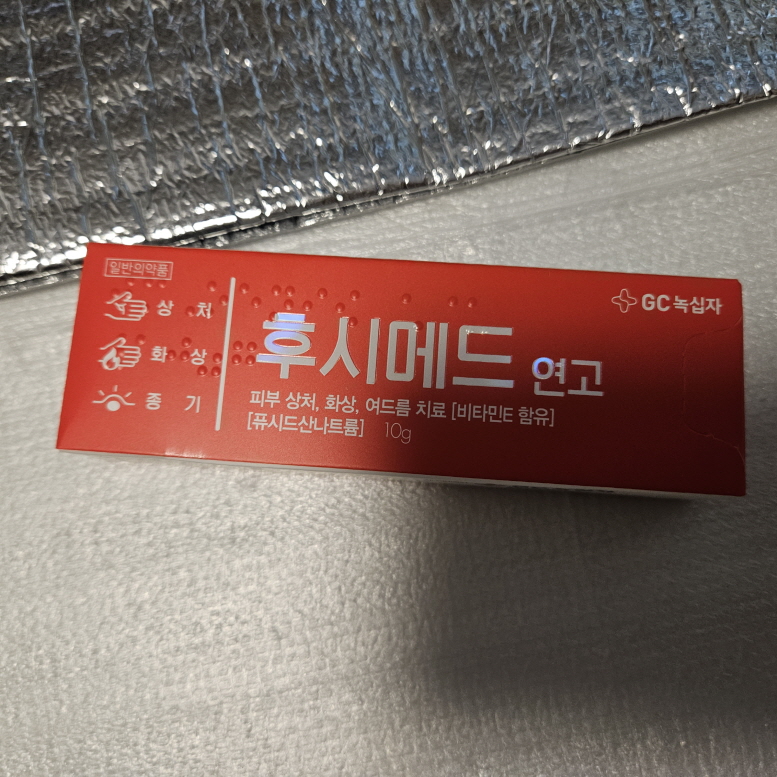 일반의약품
상 처
화 상
종 기
GC 녹십자
후시메드 연고
피부 상처, 화상, 여드름 치료 [비타민E 함유]
[퓨시드산나트륨] 10g